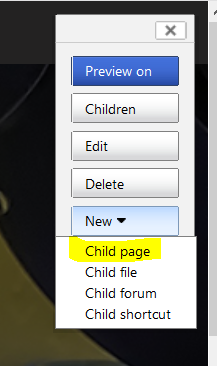 Preview on
Children
Edit
Delete
New
Child page
Child file
Child forum
Child shortcut